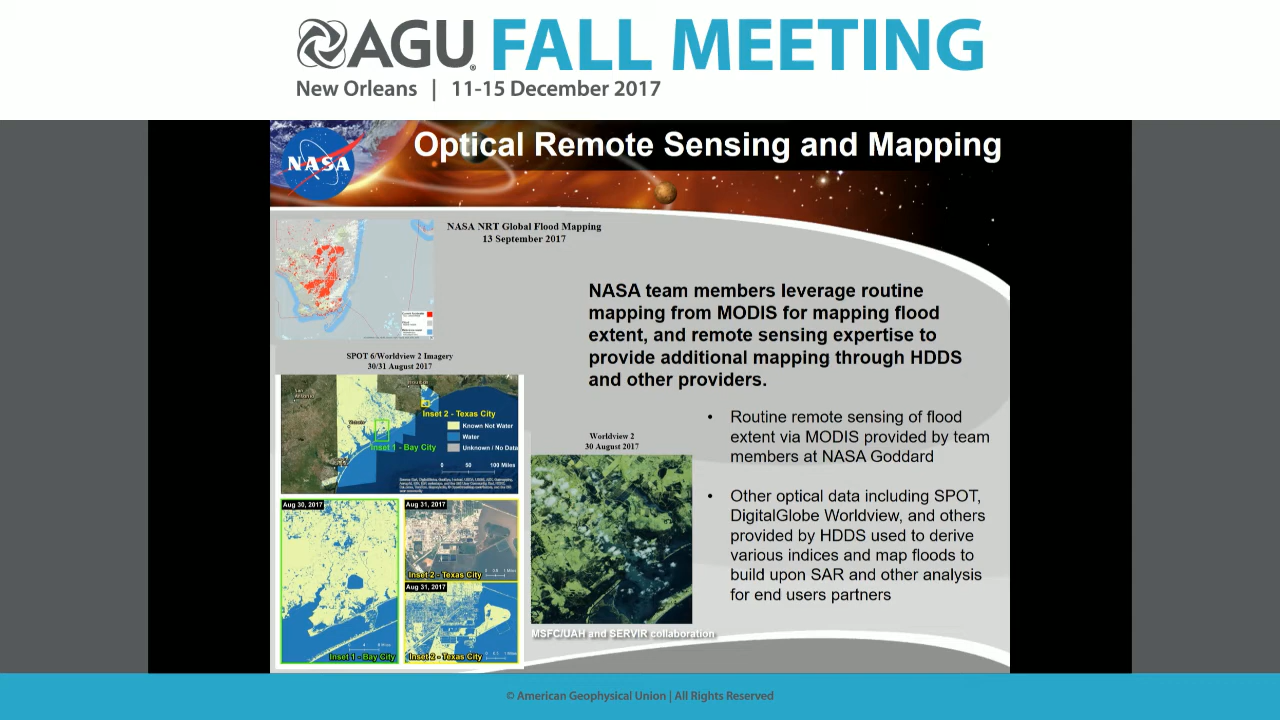 AGU FALL MEETING
New Orleans | 11-15 December 2017
NASA
Optical Remote Sensing and Mapping
NASA NRT Global Flood Mapping
13 September 2017
NASA team members leverage routine
mapping from MODIS for mapping flood
extent, and remote sensing expertise to
provide additional mapping through HDDS
and other providers.
SPOT 6/Worldview 2 Imagery
30/31 August 2017
Inset 2 - Texas City
Known Not Water
Water
Unknown / No Data
Inset 1 - Bay City
0 50 100 Miles
Worldview 2
30 August 2017
• Routine remote sensing of flood
extent via MODIS provided by team
members at NASA Goddard
• Other optical data including SPOT,
DigitalGlobe Worldview, and others
provided by HDDS used to derive
various indices and map floods to
build upon SAR and other analysis
for end users partners
Aug 30, 2017
Aug 31, 2017
Inset 2 - Texas City
Aug 31, 2017
Inset 1 - Bay City
Inset 2 - Texas City
MSFC/UAH and SERVIR collaboration
© American Geophysical Union | All Rights Reserved